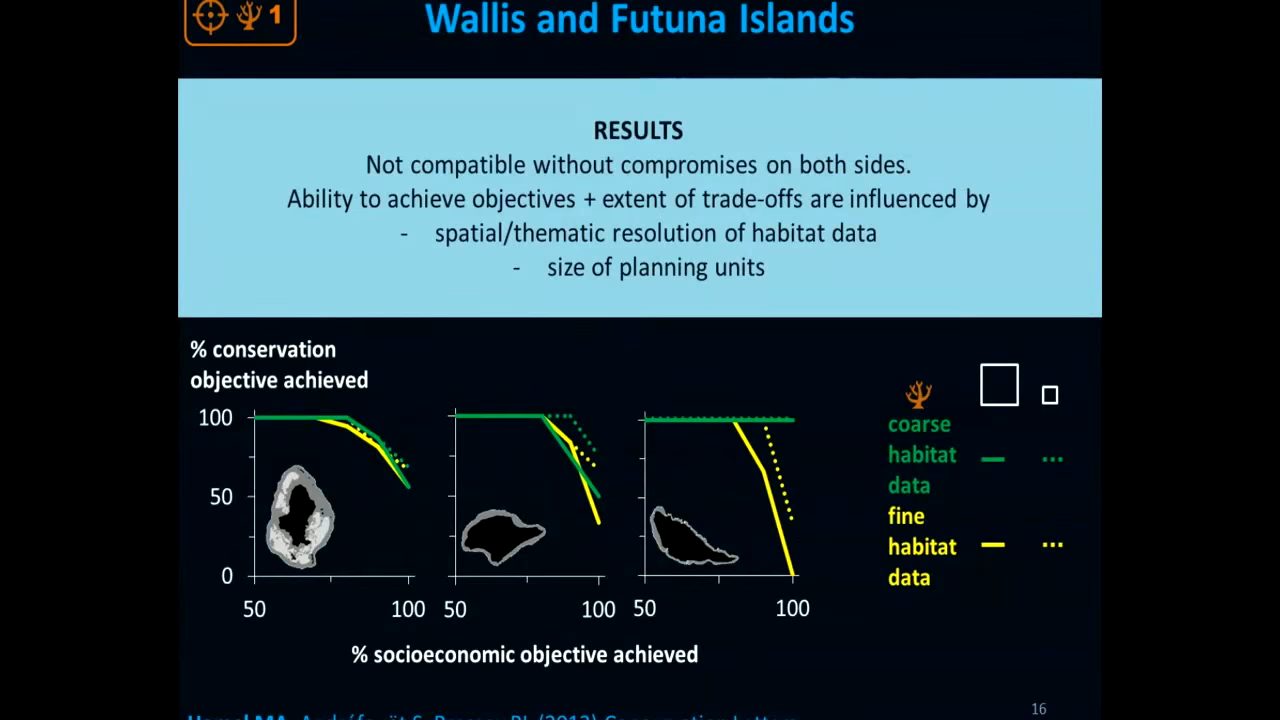 1
Wallis and Futuna Islands
RESULTS
Not compatible without compromises on both sides.
Ability to achieve objectives + extent of trade-offs are influenced by
- spatial/thematic resolution of habitat data
- size of planning units
% conservation
objective achieved
100
50
0
50 100 50 100 50 100
% socioeconomic objective achieved
coarse
habitat
data
fine
habitat
data
16